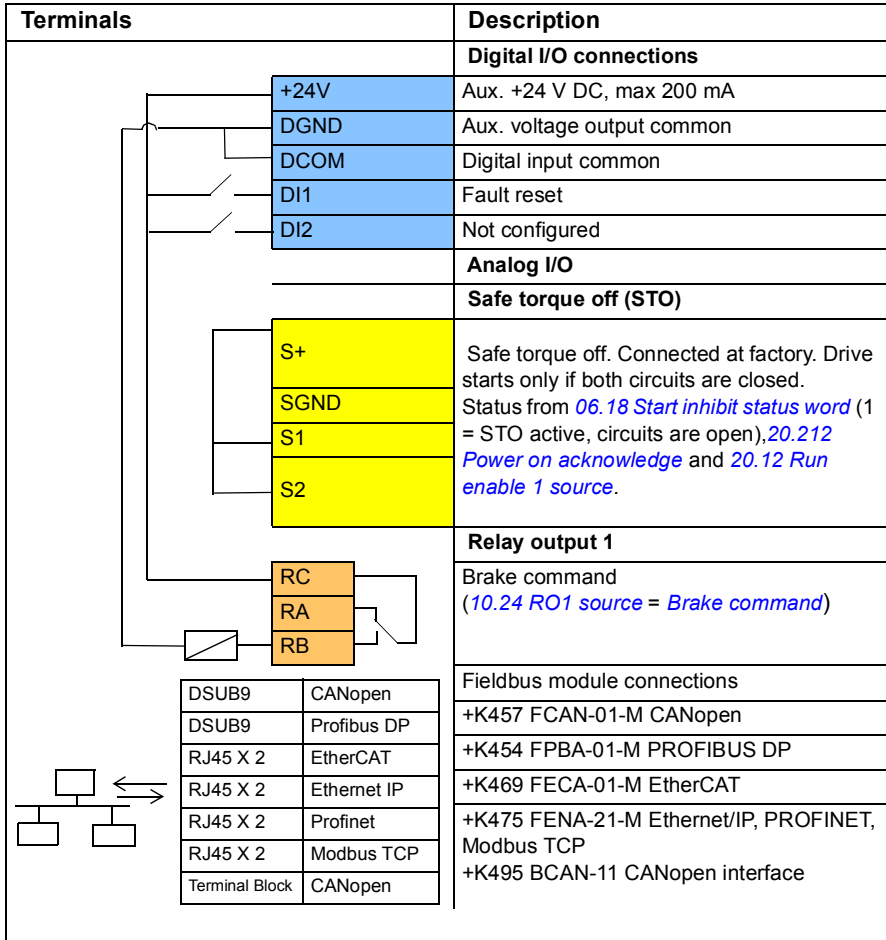 Terminals Description
Digital I/O connections
+24V Aux. +24 V DC, max 200 mA
DGND Aux. voltage output common
DCOM Digital input common
DI1 Fault reset
DI2 Not configured
Analog I/O
Safe torque off (STO)
S+
SGND
S1
S2
Safe torque off. Connected at factory. Drive
starts only if both circuits are closed.
Status from 06.18 Start inhibit status word (1
= STO active, circuits are open),20.212
Power on acknowledge and 20.12 Run
enable 1 source.
Relay output 1
RC
RA
RB
Brake command
(10.24 RO1 source = Brake command)
DSUB9 CANopen
DSUB9 Profibus DP
RJ45 X 2 EtherCAT
RJ45 X 2 Ethernet IP
RJ45 X 2 Profinet
RJ45 X 2 Modbus TCP
Terminal Block CANopen
Fieldbus module connections
+K457 FCAN-01-M CANopen
+K454 FPBA-01-M PROFIBUS DP
+K469 FECA-01-M EtherCAT
+K475 FENA-21-M Ethernet/IP, PROFINET,
Modbus TCP
+K495 BCAN-11 CANopen interface